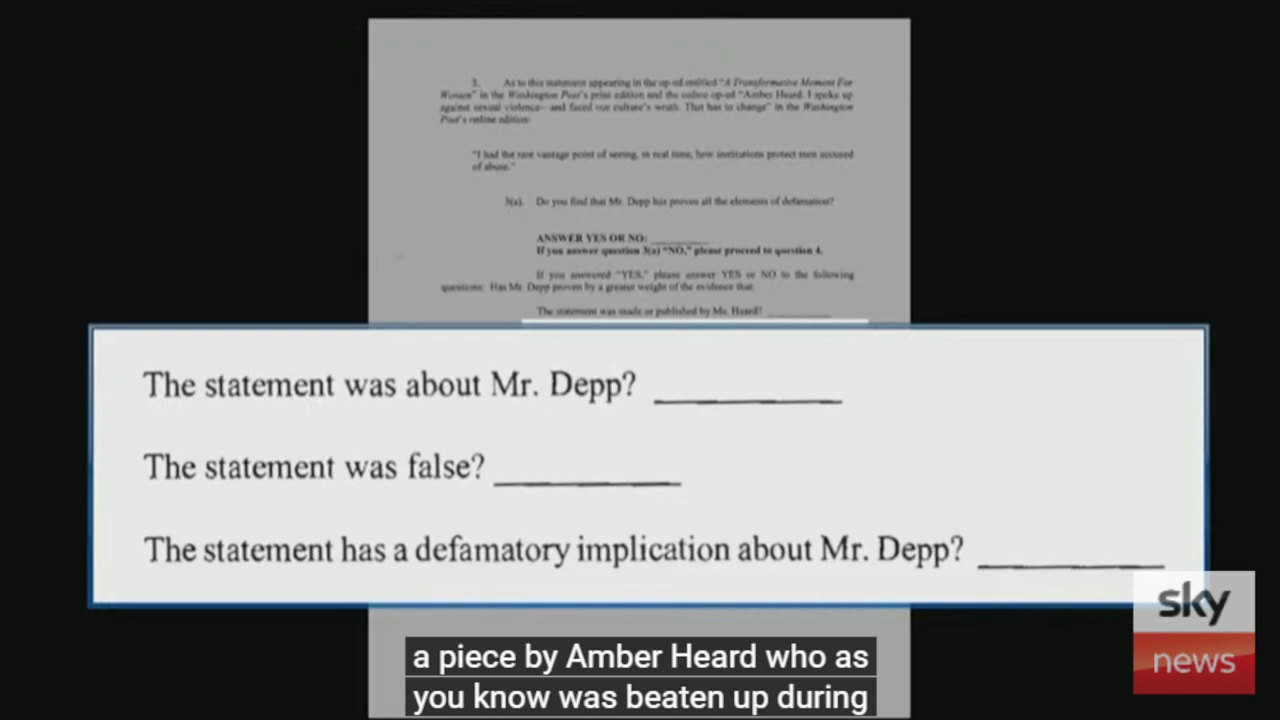 3. As to this statement appearing in the op-ed entitled "A Transformative Moment For
Women" in the Washington Post's print edition and the online op-ed "Amber Heard: I spoke up
against sexual violence—and faced our culture's wrath. That has to change" in the Washington
Post's online edition:
"I had the rare vantage point of seeing, in real time, how institutions protect men accused
of abuse."
3(a). Do you find that Mr. Depp has proven all the elements of defamation?
ANSWER YES OR NO:
If you answer question 3(a) "NO," please proceed to question 4.
If you answered "YES," please answer YES or NO to the following
questions: Has Mr. Depp proven by a greater weight of the evidence that:
The statement was made or published by Ms. Heard?
The statement was about Mr. Depp?
The statement was false?
The statement has a defamatory implication about Mr. Depp?
sky
news
a piece by Amber Heard who as
you know was beaten up during